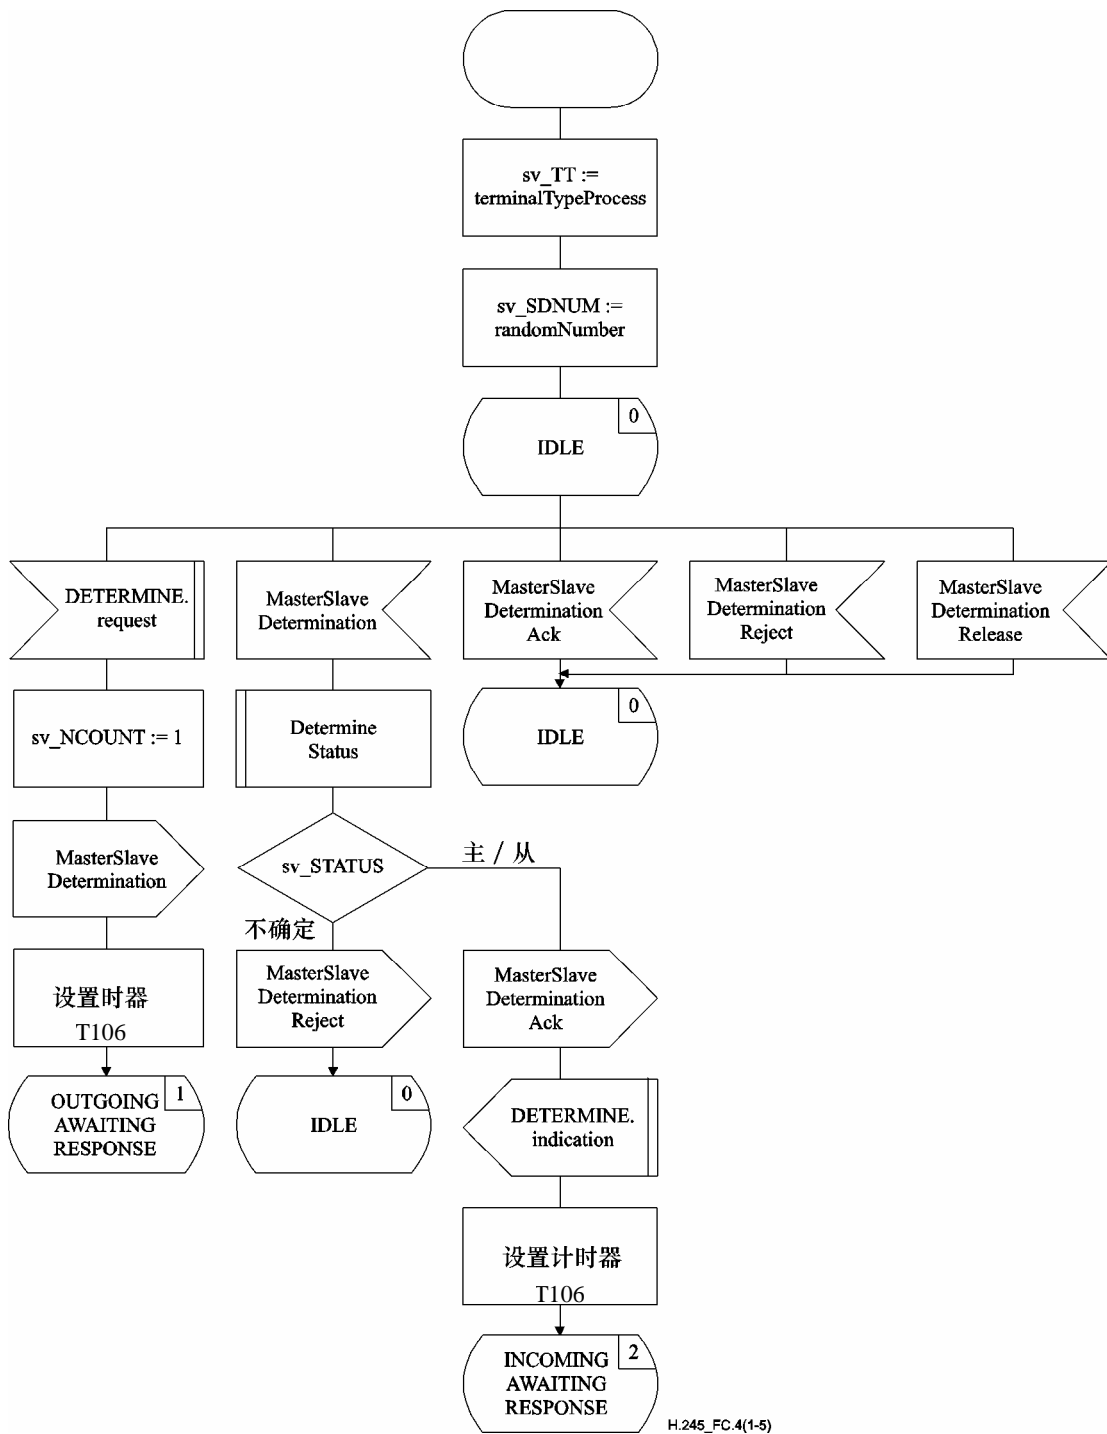 sv_TT :=
terminalTypeProcess
sv_SDNUM :=
randomNumber
0
IDLE
DETERMINE.
request
MasterSlave
Determination
MasterSlave
Determination
Ack
MasterSlave
Determination
Reject
MasterSlave
Determination
Release
sv_NCOUNT := 1
Determine
Status
0
IDLE
MasterSlave
Determination
sv_STATUS
主 / 从
不确定
设置时器
T106
MasterSlave
Determination
Reject
MasterSlave
Determination
Ack
1
OUTGOING
AWAITING
RESPONSE
0
IDLE
DETERMINE.
indication
设置计时器
T106
2
INCOMING
AWAITING
RESPONSE
H.245_FC.4(1-5)